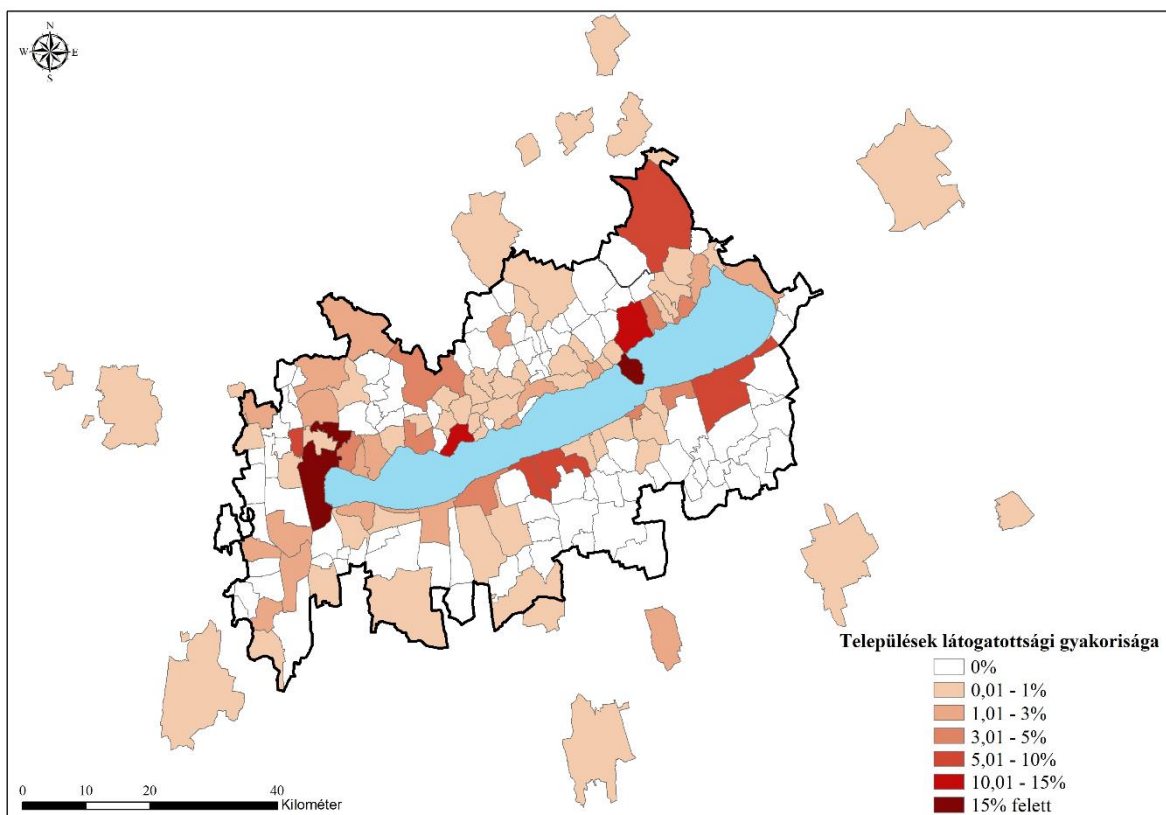 N
W E
S
Települések látogatottsági gyakorisága
0%
0,01 - 1%
1,01 - 3%
3,01 - 5%
5,01 - 10%
10,01 - 15%
15% felett
0 10 20 40
Kilométer